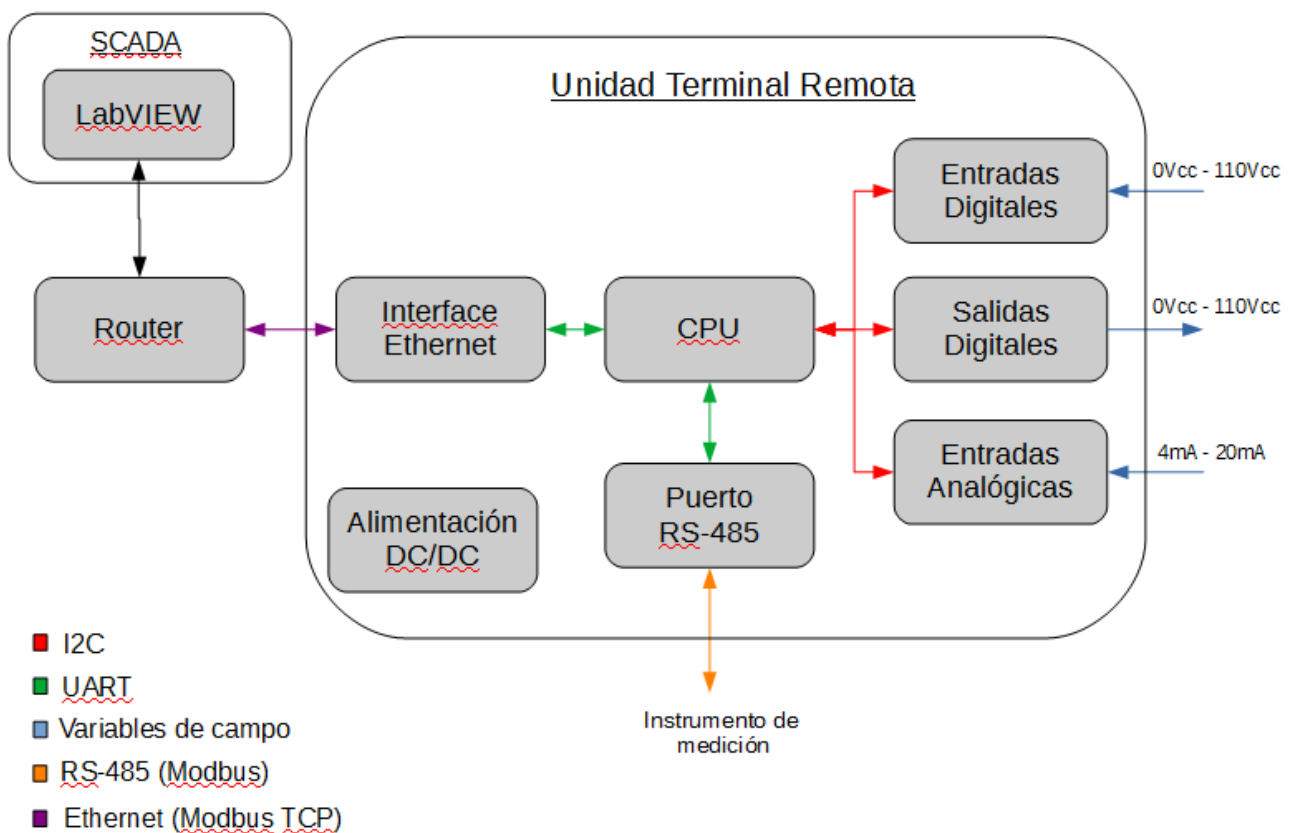 SCADA
LabVIEW
Unidad Terminal Remota
Entradas
Digitales
0Vcc - 110Vcc
Router
Interface
Ethernet
CPU
Salidas
Digitales
0Vcc - 110Vcc
Entradas
Analógicas
4mA - 20mA
Puerto
RS-485
Alimentación
DC/DC
I2C
UART
Variables de campo
RS-485 (Modbus)
Ethernet (Modbus TCP)
Instrumento de
medición